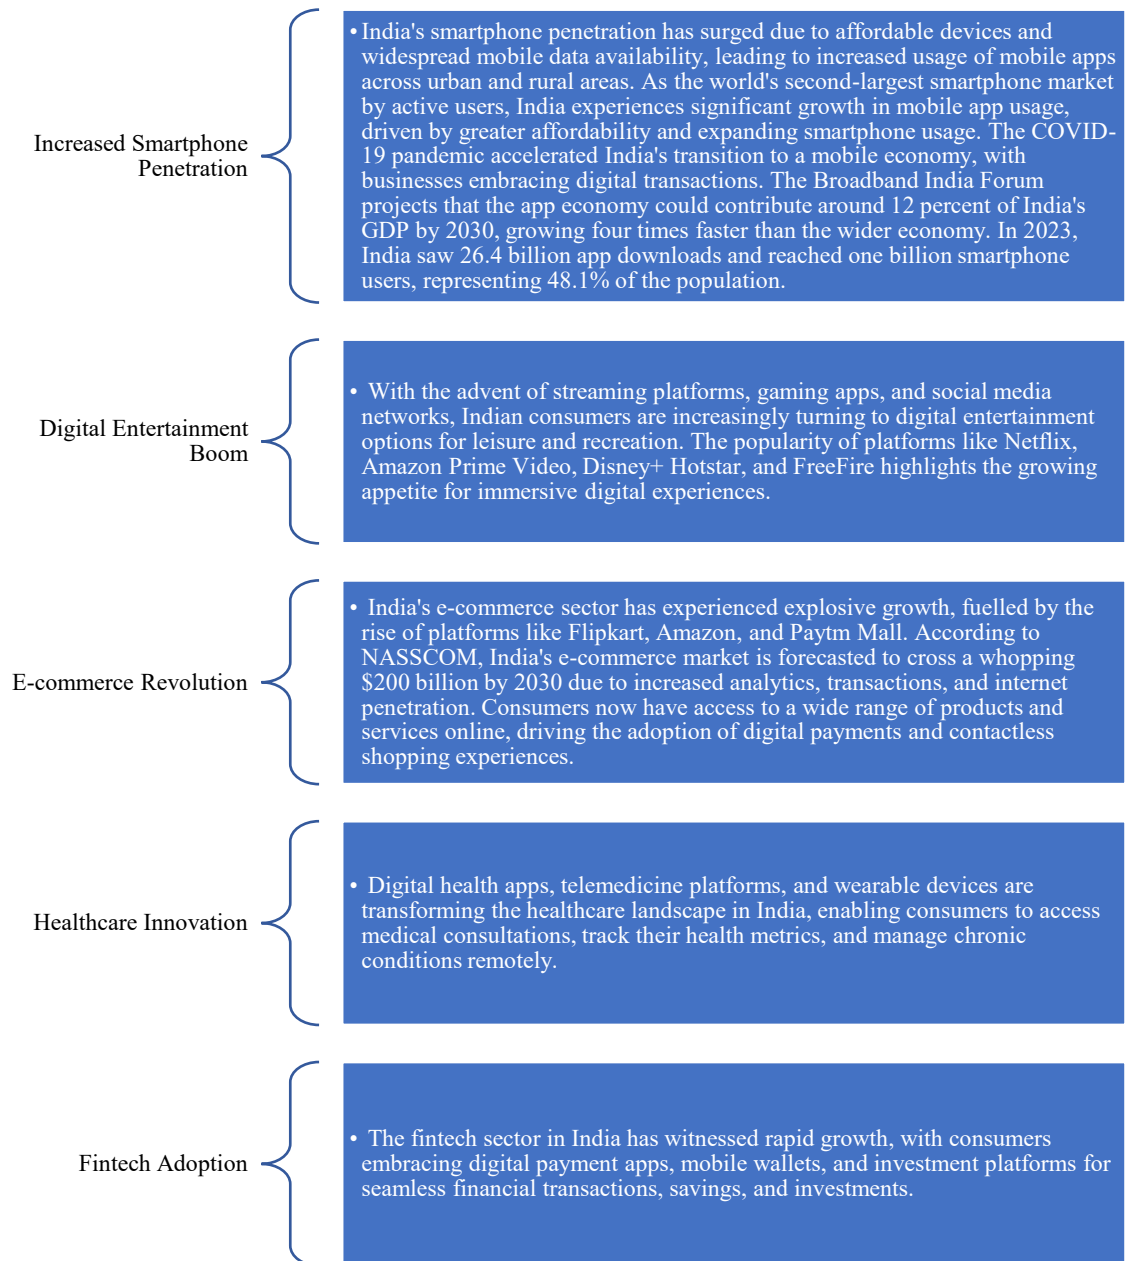 Increased Smartphone
Penetration
• India's smartphone penetration has surged due to affordable devices and
widespread mobile data availability, leading to increased usage of mobile apps
across urban and rural areas. As the world's second-largest smartphone market
by active users, India experiences significant growth in mobile app usage,
driven by greater affordability and expanding smartphone usage. The COVID-
19 pandemic accelerated India's transition to a mobile economy, with
businesses embracing digital transactions. The Broadband India Forum
projects that the app economy could contribute around 12 percent of India's
GDP by 2030, growing four times faster than the wider economy. In 2023,
India saw 26.4 billion app downloads and reached one billion smartphone
users, representing 48.1% of the population.
Digital Entertainment
Boom
• With the advent of streaming platforms, gaming apps, and social media
networks, Indian consumers are increasingly turning to digital entertainment
options for leisure and recreation. The popularity of platforms like Netflix,
Amazon Prime Video, Disney+ Hotstar, and FreeFire highlights the growing
appetite for immersive digital experiences.
E-commerce Revolution
• India's e-commerce sector has experienced explosive growth, fuelled by the
rise of platforms like Flipkart, Amazon, and Paytm Mall. According to
NASSCOM, India's e-commerce market is forecasted to cross a whopping
$200 billion by 2030 due to increased analytics, transactions, and internet
penetration. Consumers now have access to a wide range of products and
services online, driving the adoption of digital payments and contactless
shopping experiences.
Healthcare Innovation
• Digital health apps, telemedicine platforms, and wearable devices are
transforming the healthcare landscape in India, enabling consumers to access
medical consultations, track their health metrics, and manage chronic
conditions remotely.
Fintech Adoption
• The fintech sector in India has witnessed rapid growth, with consumers
embracing digital payment apps, mobile wallets, and investment platforms for
seamless financial transactions, savings, and investments.